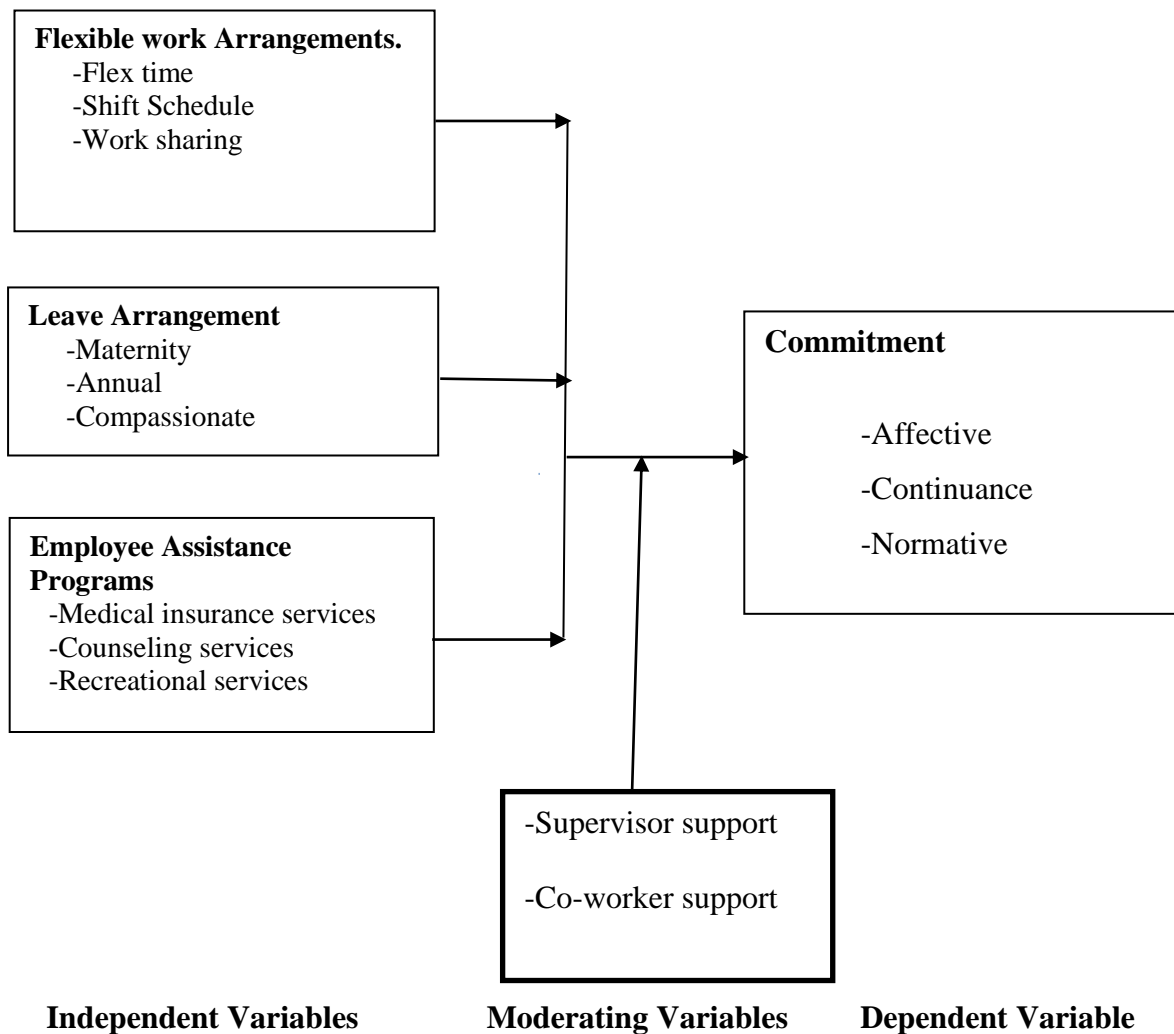 Flexible work Arrangements.
-Flex time
-Shift Schedule
-Work sharing
Leave Arrangement
-Maternity
-Annual
-Compassionate
Employee Assistance
Programs
-Medical insurance services
-Counseling services
-Recreational services
Commitment
-Affective
-Continuance
-Normative
-Supervisor support
-Co-worker support
Independent Variables
Moderating Variables
Dependent Variable